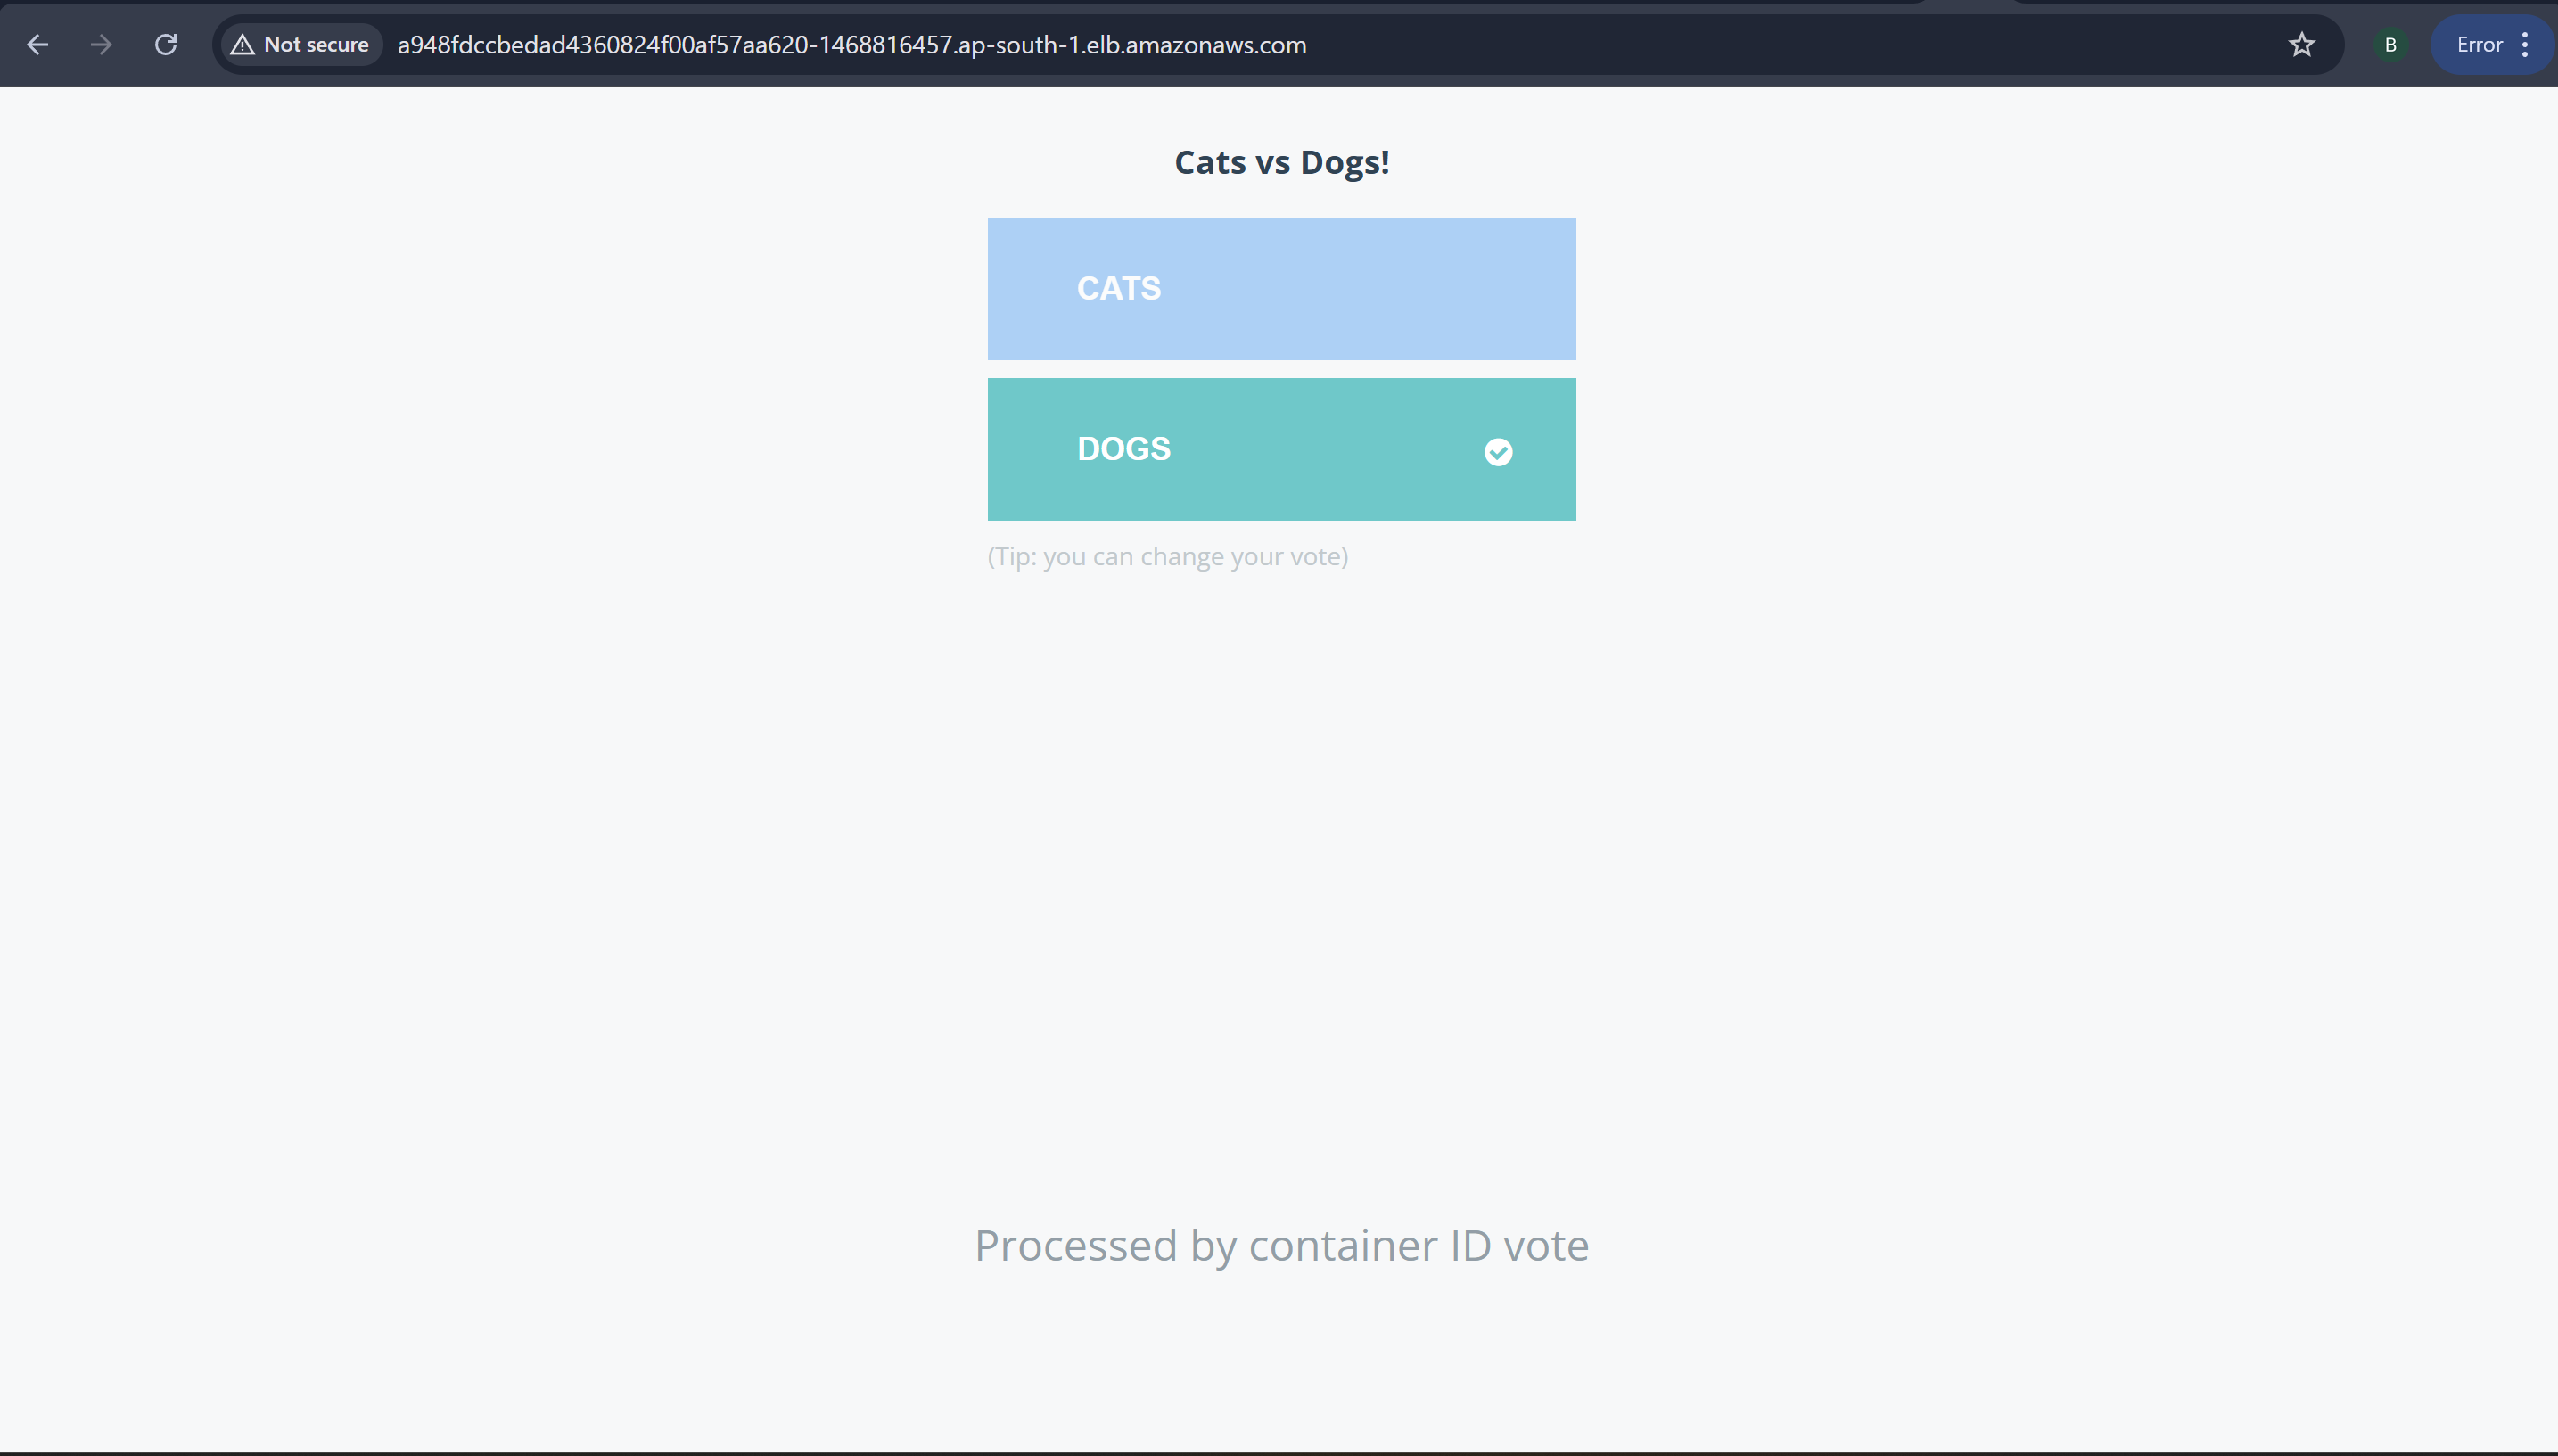 Not secure a948fdccbedad4360824f00af57aa620-1468816457.ap-south-1.elb.amazonaws.com B Error
Cats vs Dogs!
CATS
DOGS
(Tip: you can change your vote)
Processed by container ID vote